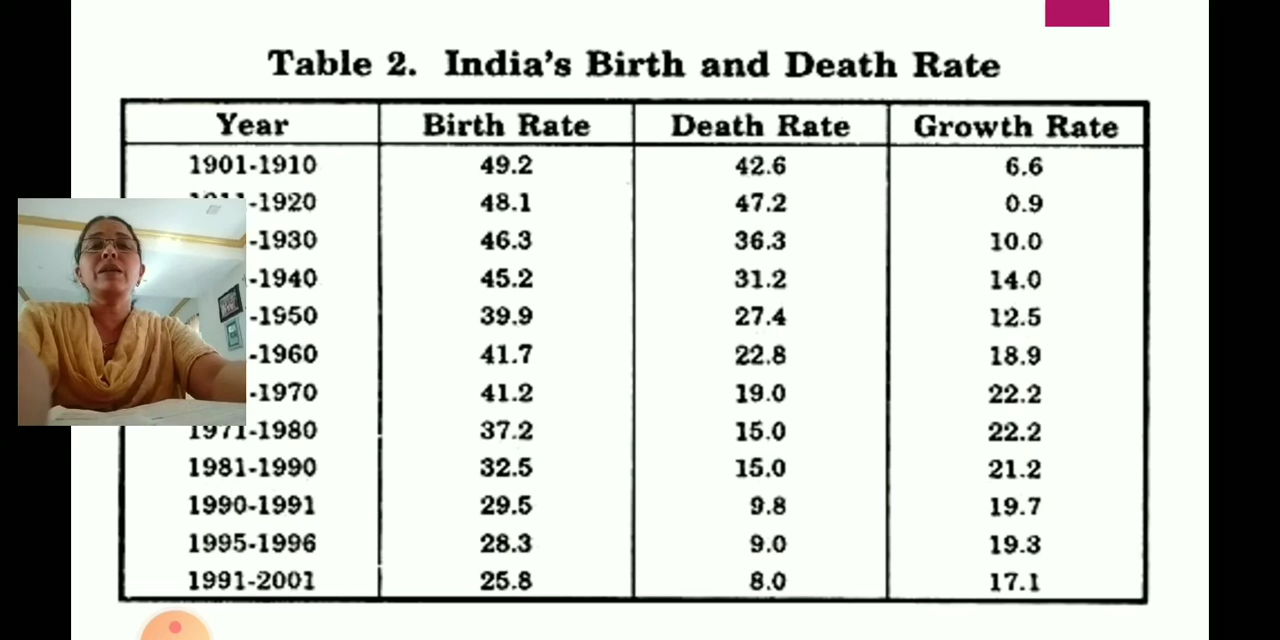 Table 2. India's Birth and Death Rate
Year Birth Rate Death Rate Growth Rate
1901-1910 49.2 42.6 6.6
-1920 48.1 47.2 0.9
-1930 46.3 36.3 10.0
-1940 45.2 31.2 14.0
-1950 39.9 27.4 12.5
-1960 41.7 22.8 18.9
-1970 41.2 19.0 22.2
1971-1980 37.2 15.0 22.2
1981-1990 32.5 15.0 21.2
1990-1991 29.5 9.8 19.7
1995-1996 28.3 9.0 19.3
1991-2001 25.8 8.0 17.1